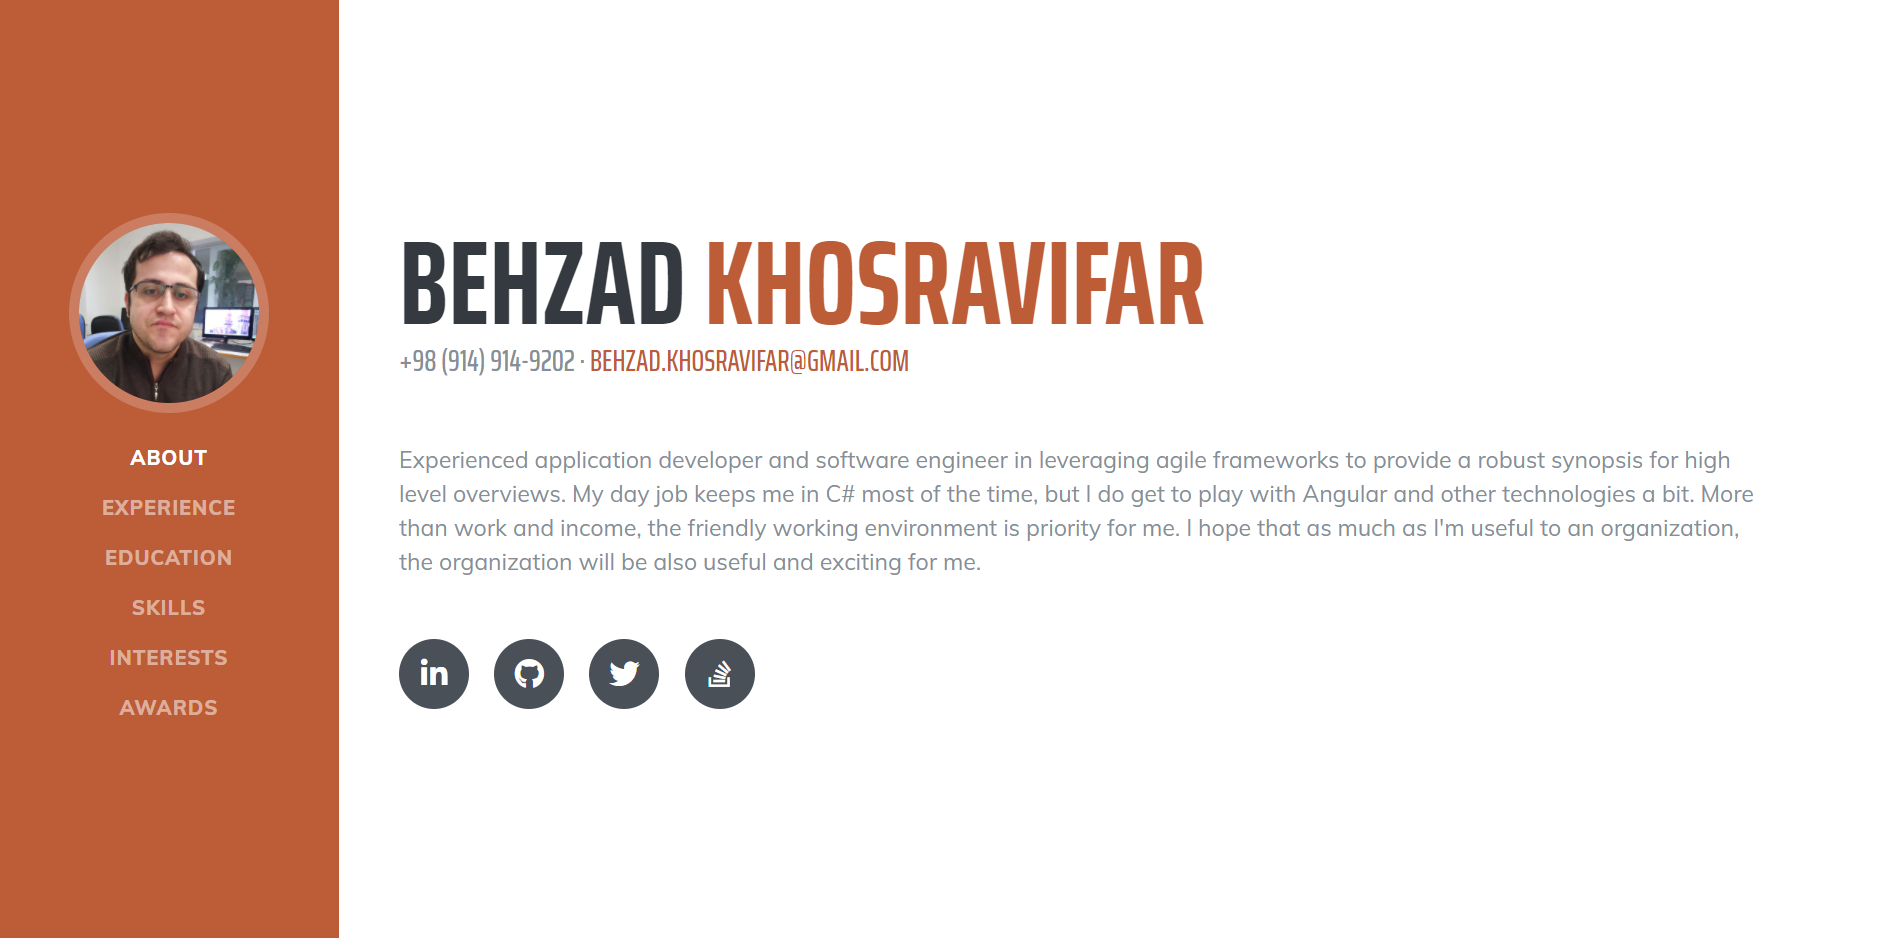 ABOUT
EXPERIENCE
EDUCATION
SKILLS
INTERESTS
AWARDS
BEHZAD KHOSRAVIFAR
+98 (914) 914-9202 · BEHZAD.KHOSRAVIFAR@GMAIL.COM
Experienced application developer and software engineer in leveraging agile frameworks to provide a robust synopsis for high
level overviews. My day job keeps me in C# most of the time, but I do get to play with Angular and other technologies a bit. More
than work and income, the friendly working environment is priority for me. I hope that as much as I'm useful to an organization,
the organization will be also useful and exciting for me.
in